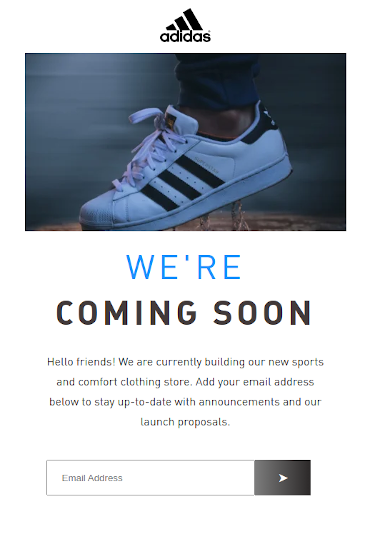 adidas
WE'RE
COMING SOON
Hello friends! We are currently building our new sports
and comfort clothing store. Add your email address
below to stay up-to-date with announcements and our
launch proposals.
Email Address